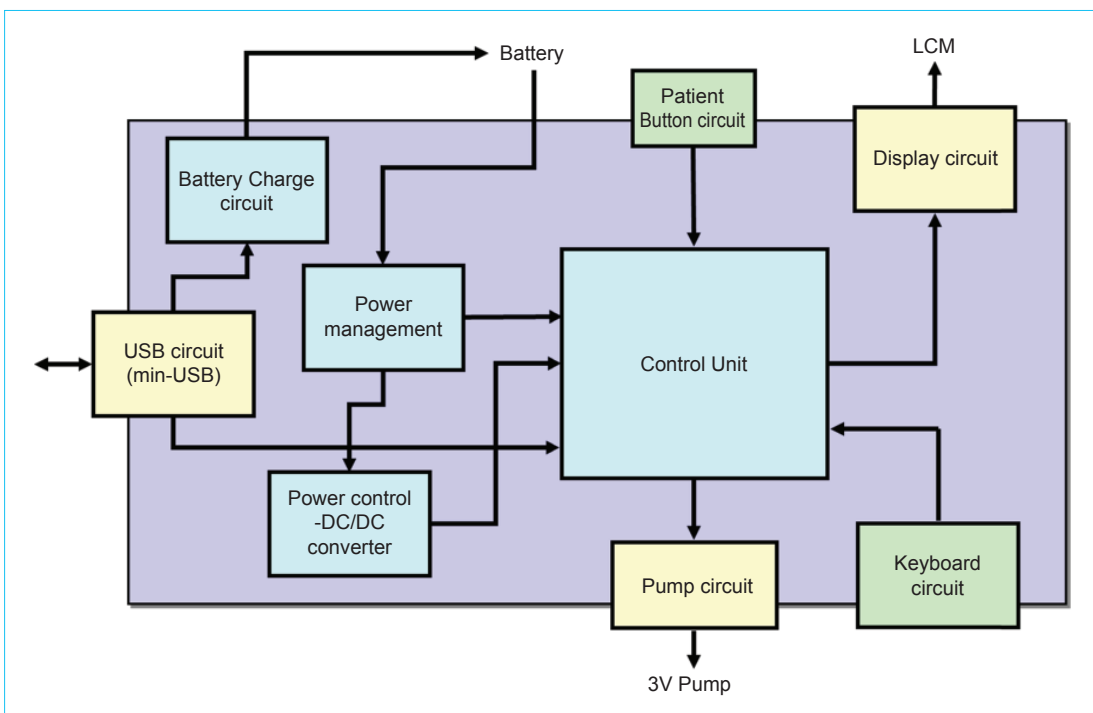 Battery
LCM
Patient
Button circuit
Display circuit
Battery Charge
circuit
Power
management
USB circuit
(min-USB)
Control Unit
Power control
-DC/DC
converter
Pump circuit
Keyboard
circuit
3V Pump